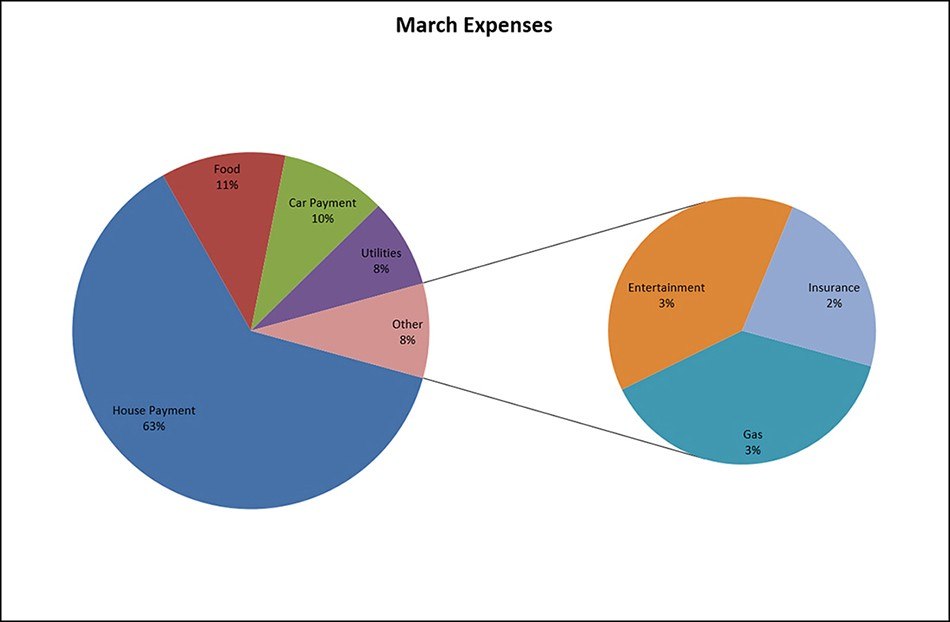 March Expenses
Food
11%
Car Payment
10%
Utilities
8%
Other
8%
House Payment
63%
Entertainment
3%
Insurance
2%
Gas
3%